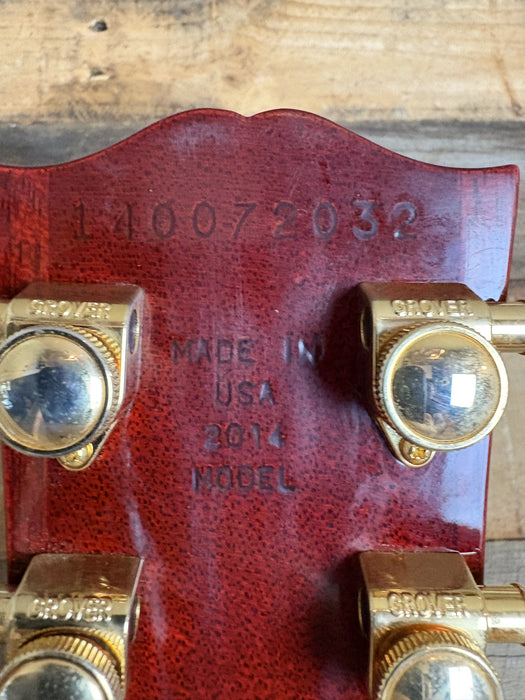 140072032
GROVER
GROVER
MADE IN
USA
2014
MODEL
GROVER
GROVER